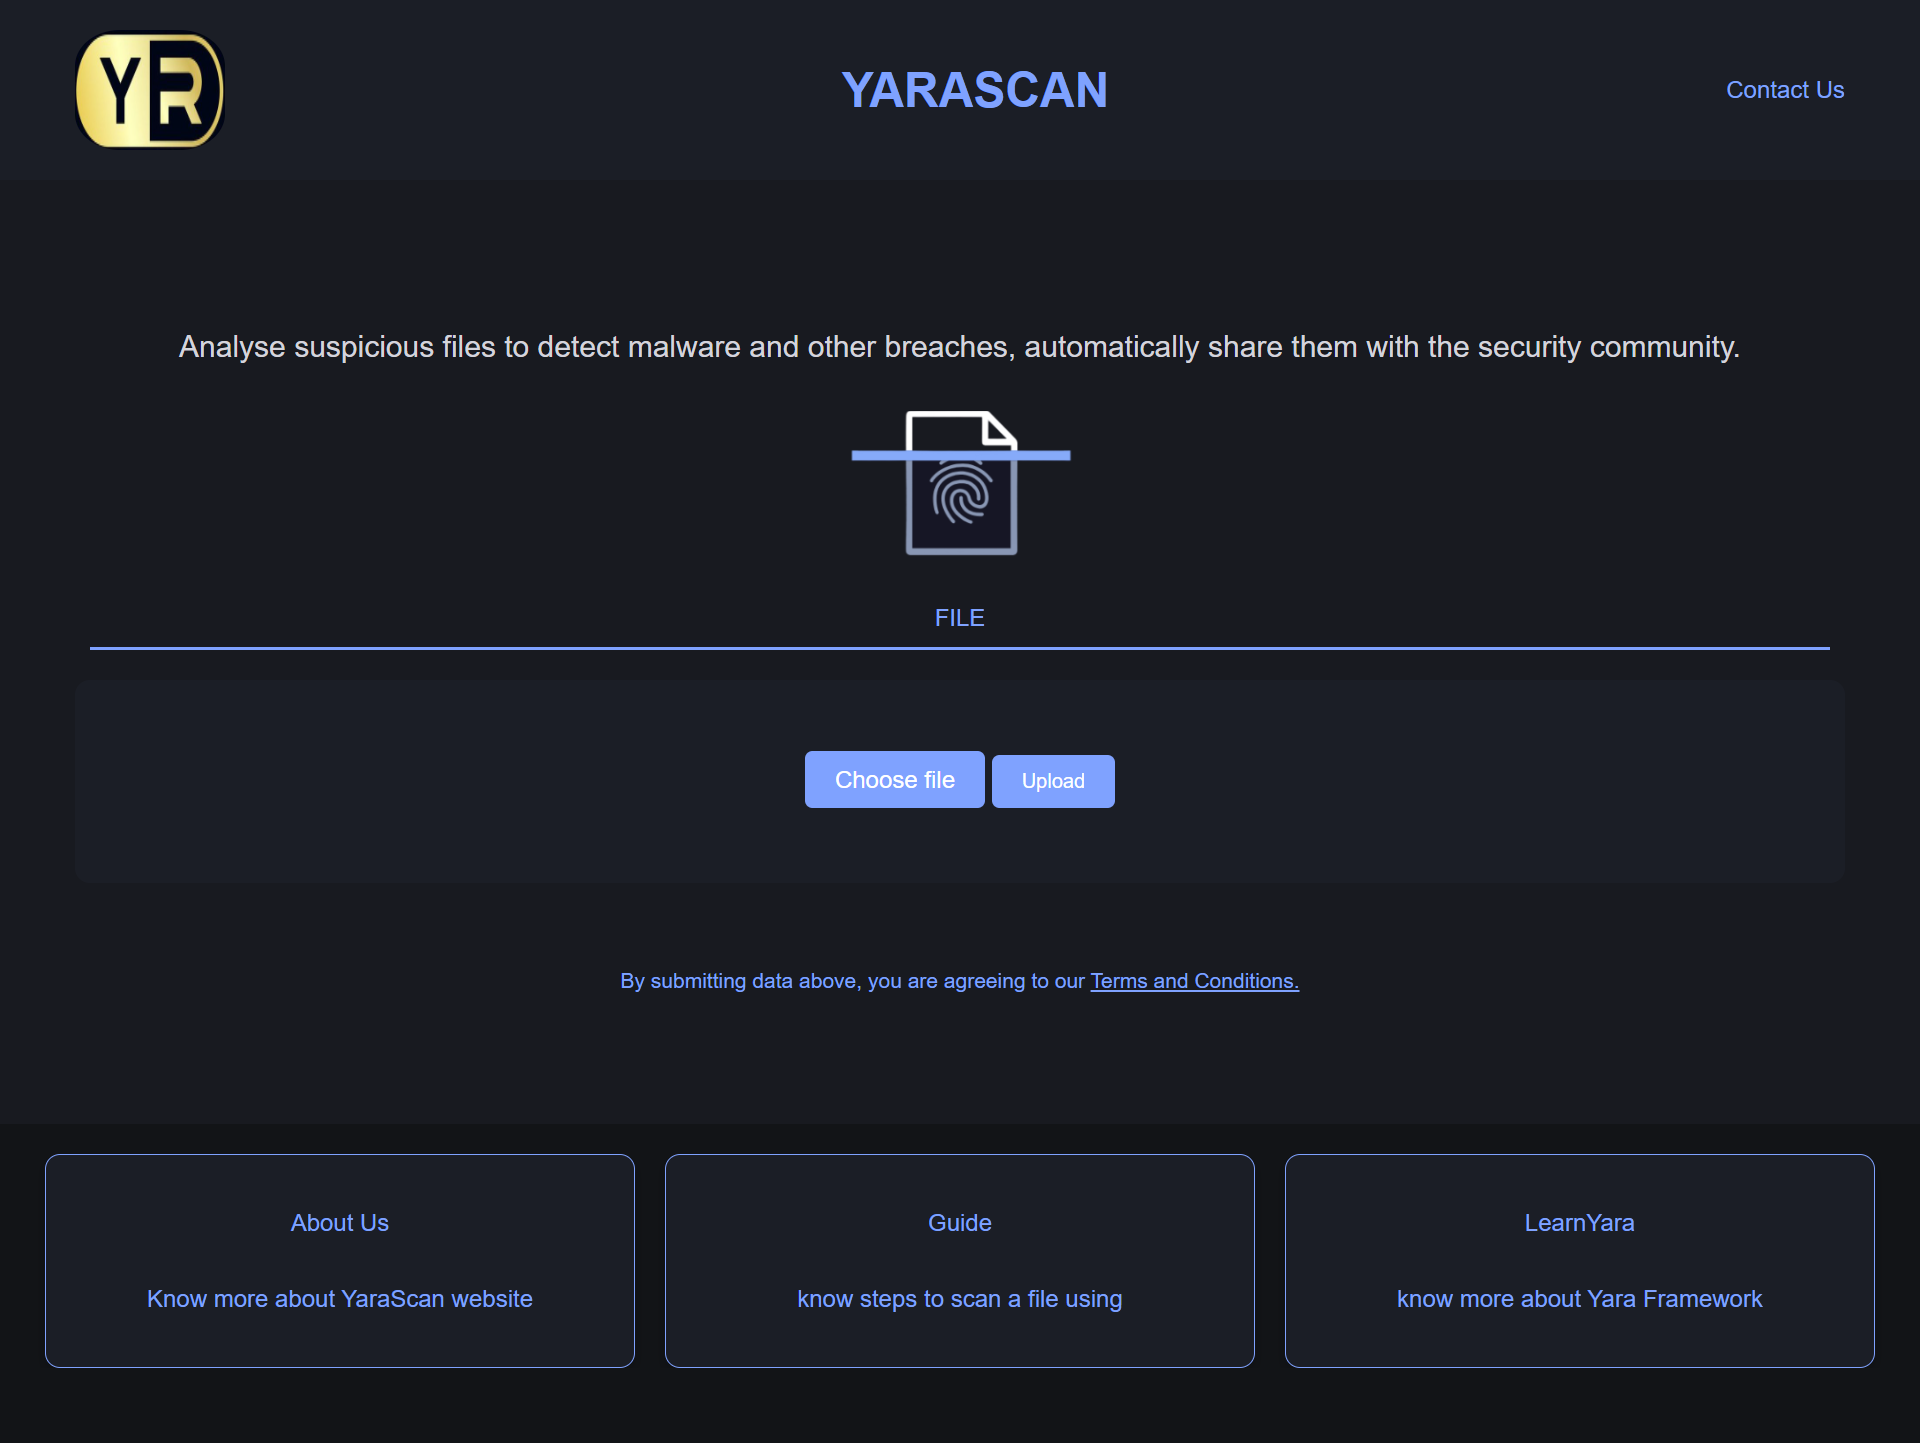 YR
YARASCAN
Contact Us
Analyse suspicious files to detect malware and other breaches, automatically share them with the security community.
FILE
Choose file
Upload
By submitting data above, you are agreeing to our Terms and Conditions.
About Us
Know more about YaraScan website
Guide
know steps to scan a file using
LearnYara
know more about Yara Framework